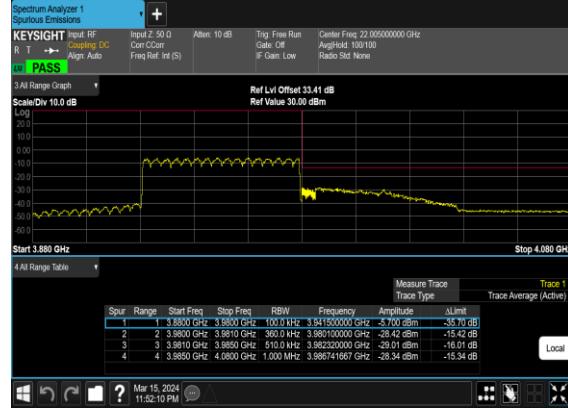 Spectrum Analyzer 1
Spurious Emissions
+
KEYSIGHT Input: RF Input Z: 50 Ω Atten: 10 dB Trig: Free Run Center Freq: 22.005000000 GHz
R T Coupling: DC Corr CCorr Gate: Off Avg|Hold: 100/100
Align: Auto Freq Ref: Int (S) IF Gain: Low Radio Std: None
PASS
3 All Range Graph
Ref Lvl Offset 33.41 dB
Scale/Div 10.0 dB Ref Value 30.00 dBm
Log
20.0
10.0
0.00
-10.0
-20.0
-30.0
-40.0
-50.0
-60.0
Start 3.880 GHz Stop 4.080 GH
4 All Range Table
Measure Trace Trace 1
Trace Type Trace Average (Active)
Spur Range Start Freq Stop Freq RBW Frequency Amplitude ΔLimit
1 1 3.8800 GHz 3.9800 GHz 100.0 kHz 3.941500000 GHz -5.700 dBm -35.70 dB
2 2 3.9800 GHz 3.9810 GHz 360.0 kHz 3.980100000 GHz -28.42 dBm -15.42 dB
3 3 3.9810 GHz 3.9850 GHz 510.0 kHz 3.982320000 GHz -29.01 dBm -16.01 dB
4 4 3.9850 GHz 4.0800 GHz 1.000 MHz 3.986741667 GHz -28.34 dBm -15.34 dB
Local
? Mar 15, 2024
11:52:10 PM